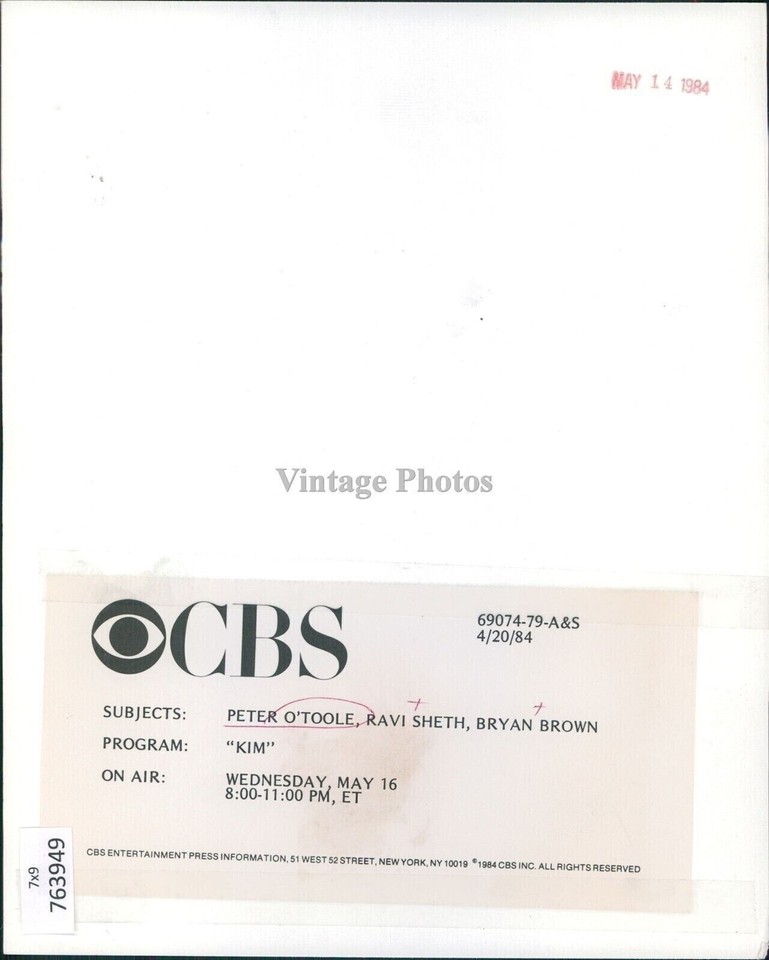 MAY 14 1984
Vintage Photos
CBS
69074-79-A&S
4/20/84
SUBJECTS: PETER O'TOOLE, RAVI SHETH, BRYAN BROWN
PROGRAM: "KIM"
ON AIR: WEDNESDAY, MAY 16
8:00-11:00 PM, ET
CBS ENTERTAINMENT PRESS INFORMATION, 51 WEST 52 STREET, NEW YORK, NY 10019 ©1984 CBS INC. ALL RIGHTS RESERVED
7x9
763949